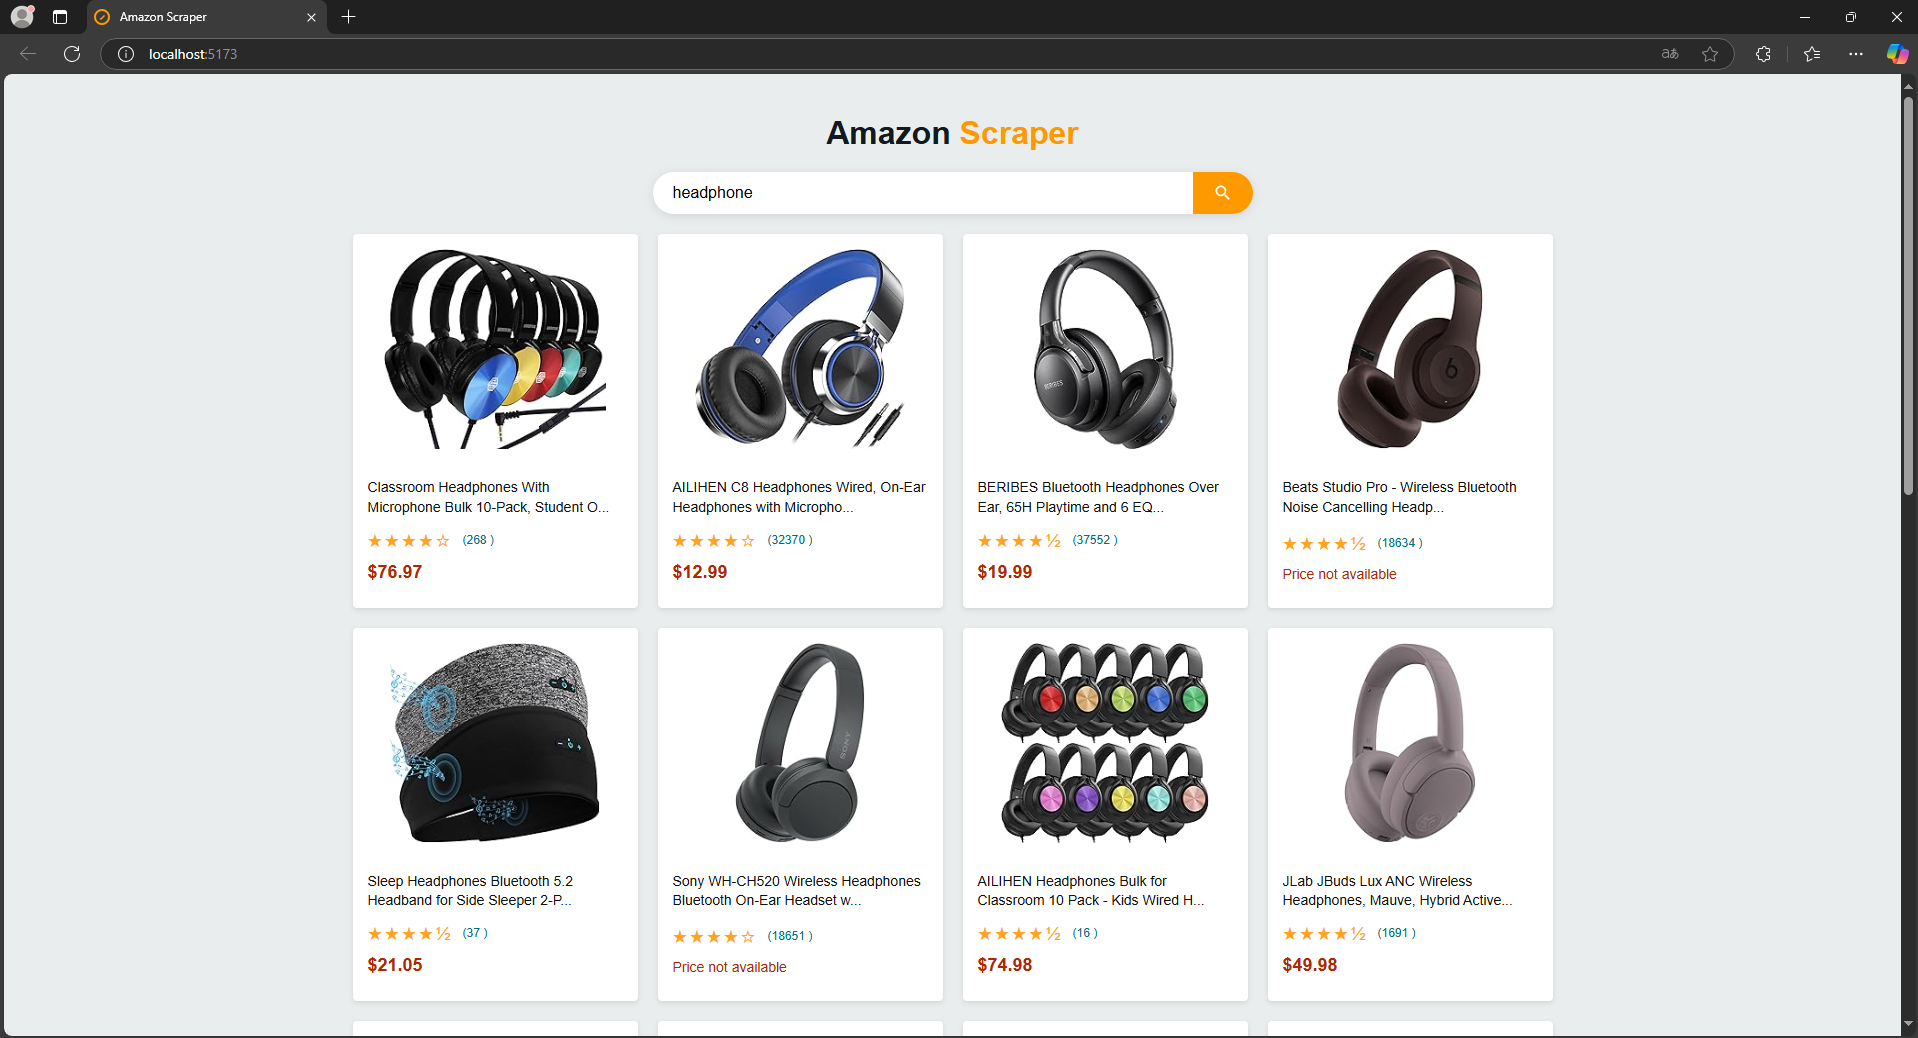 Amazon Scraper
localhost:5173
Amazon Scraper
headphone
Classroom Headphones With
Microphone Bulk 10-Pack, Student O...
★★★★☆ (268 )
$76.97
AILIHEN C8 Headphones Wired, On-Ear
Headphones with Micropho...
★★★★☆ (32370 )
$12.99
BERIBES
BERIBES Bluetooth Headphones Over
Ear, 65H Playtime and 6 EQ...
★★★★½ (37552 )
$19.99
Beats Studio Pro - Wireless Bluetooth
Noise Cancelling Headp...
★★★★½ (18634 )
Price not available
Sleep Headphones Bluetooth 5.2
Headband for Side Sleeper 2-P...
★★★★½ (37 )
$21.05
SONY
Sony WH-CH520 Wireless Headphones
Bluetooth On-Ear Headset w...
★★★★☆ (18651 )
Price not available
AILIHEN Headphones Bulk for
Classroom 10 Pack - Kids Wired H...
★★★★½ (16 )
$74.98
JLab JBuds Lux ANC Wireless
Headphones, Mauve, Hybrid Active...
★★★★½ (1691 )
$49.98